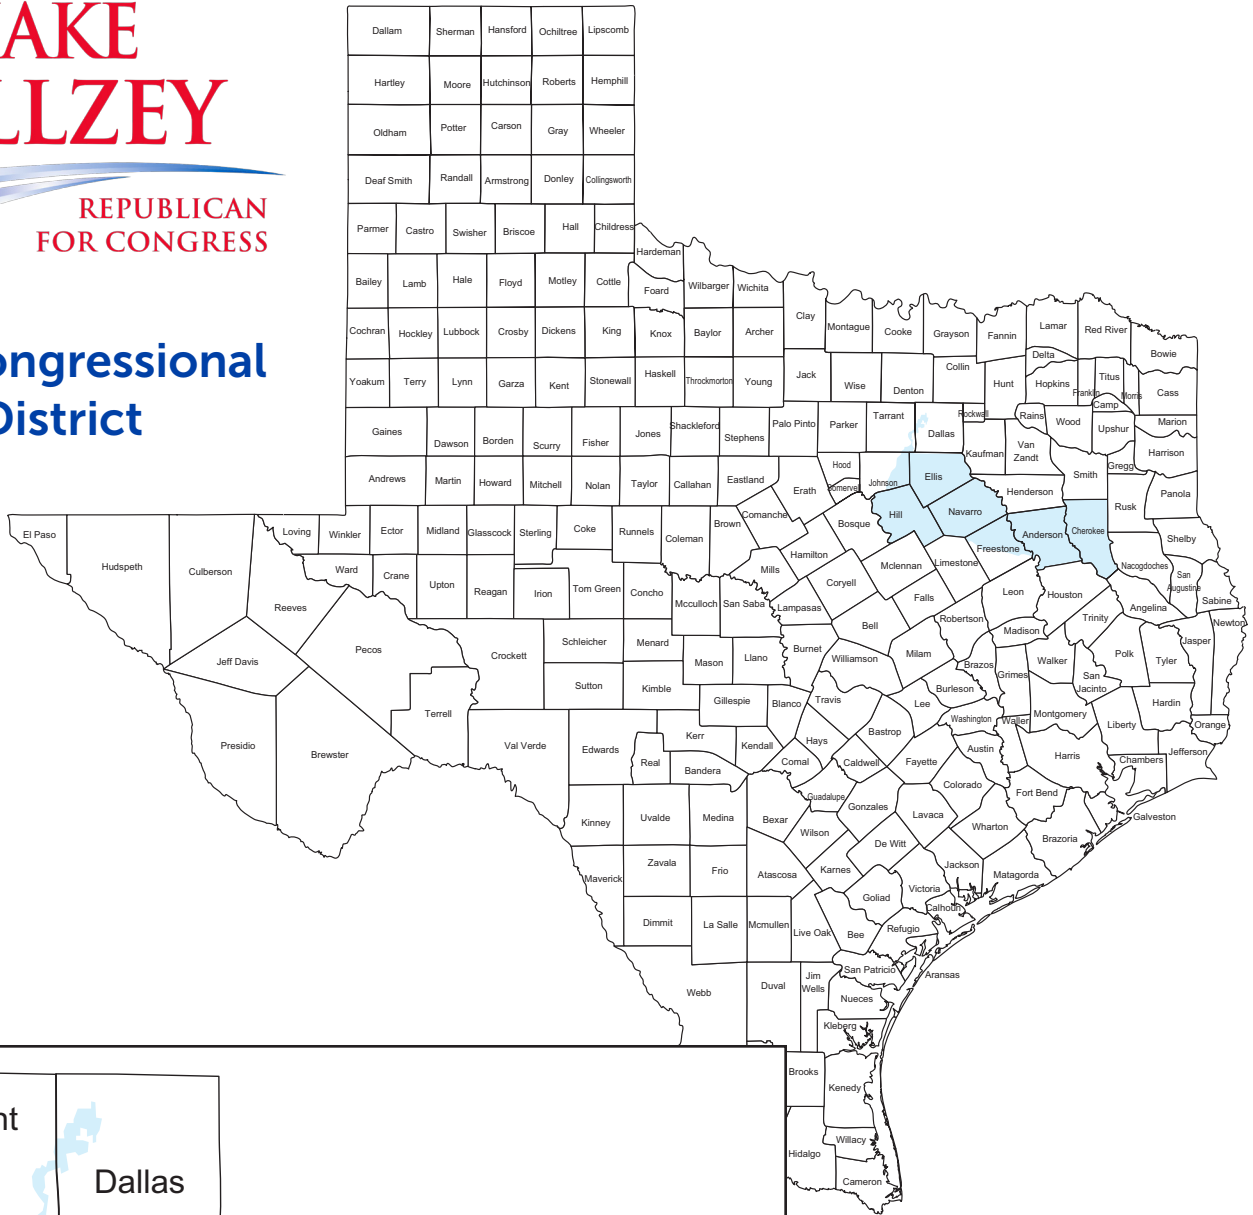 AKE
LLZEY
REPUBLICAN
FOR CONGRESS
ongressional
District
Dallam Sherman Hansford Ochiltree Lipscomb
Hartley Moore Hutchinson Roberts Hemphill
Oldham Potter Carson Gray Wheeler
Deaf Smith Randall Armstrong Donley Collingsworth
Parmer Castro Swisher Briscoe Hall Childress
Hardeman
Bailey Lamb Hale Floyd Motley Cottle Foard Wilbarger Wichita
Clay Montague Cooke Grayson Fannin Lamar Red River Bowie
Cochran Hockley Lubbock Crosby Dickens King Knox Baylor Archer
Delta
Yoakum Terry Lynn Garza Kent Stonewall Haskell Throckmorton Young Jack Wise Denton Collin Hunt Hopkins Franklin Titus Morris Cass
Camp
Gaines Dawson Borden Scurry Fisher Jones Shackleford Stephens Palo Pinto Parker Tarrant Dallas Rockwall Rains Wood Upshur Marion
Kaufman Van
Zandt Harrison
Andrews Martin Howard Mitchell Nolan Taylor Callahan Eastland Hood Johnson Ellis Smith Gregg
Erath Somervell Henderson Rusk Panola
El Paso Hudspeth Culberson Loving Winkler Ector Midland Glasscock Sterling Coke Runnels Coleman Brown Comanche Bosque Hill Navarro Anderson Cherokee Shelby
Freestone
Ward Crane Upton Reagan Irion Tom Green Concho Mills Hamilton Mclennan Limestone Nacogdoches San
Augustine
Reeves Mcculloch San Saba Lampasas Coryell Falls Leon Houston Angelina Sabine
Jeff Davis Pecos Crockett Schleicher Menard Bell Robertson Madison Trinity Newton
Mason Llano Burnet Williamson Milam Brazos Grimes Walker San
Jacinto Polk Tyler Jasper
Terrell Sutton Kimble Gillespie Blanco Travis Lee Burleson Washington Waller Montgomery Liberty Hardin Orange
Presidio Brewster Val Verde Edwards Kerr Real Bandera Kendall Hays Comal Caldwell Bastrop Fayette Austin Harris Chambers Jefferson
Kinney Uvalde Medina Bexar Guadalupe Wilson Gonzales Lavaca Colorado Fort Bend Wharton Brazoria Galveston
Maverick Zavala Frio Atascosa Karnes De Witt Jackson Matagorda
Dimmit La Salle Mcmullen Live Oak Bee Goliad Victoria Calhoun Refugio
Webb Duval Jim
Wells San Patricio Aransas
Nueces
Kleberg
Brooks Kenedy
Willacy
Hidalgo Cameron
nt
Dallas